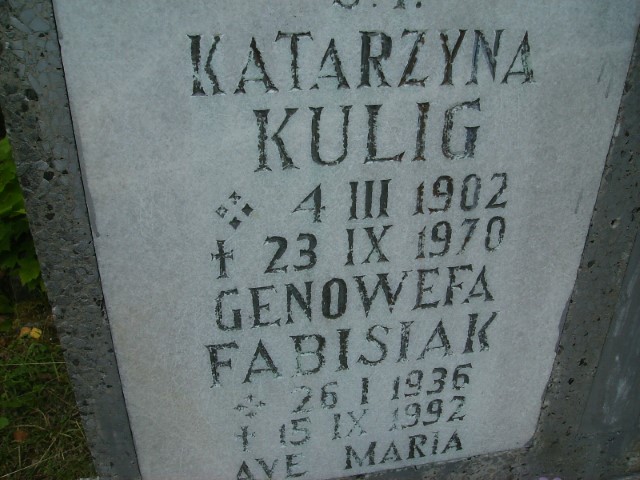 KATARZYNA
KULIG
4 III 1902
✝ 23 IX 1970
GENOWEFA
FABISIAK
26 I 1936
✝ 15 IX 1992
AVE MARIA